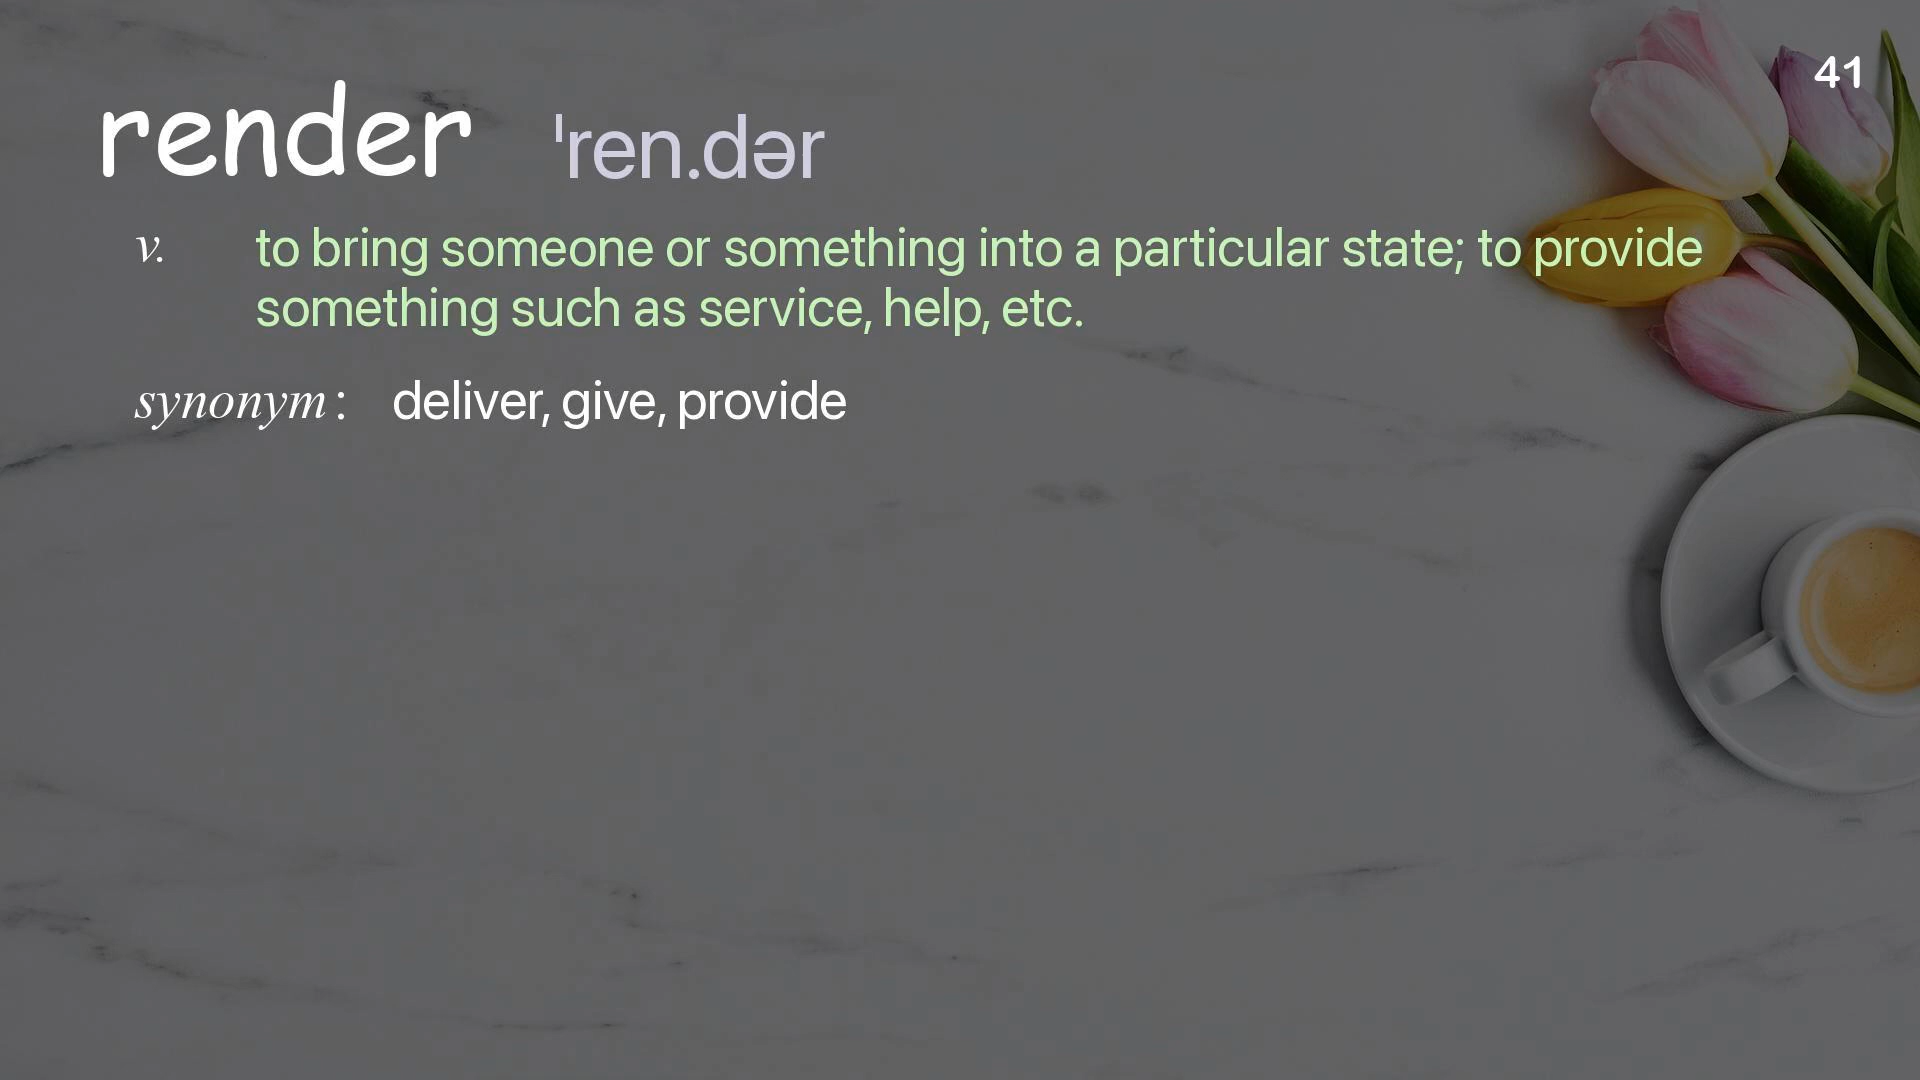 41
render ˈren.dər
v. to bring someone or something into a particular state; to provide
something such as service, help, etc.
synonym : deliver, give, provide